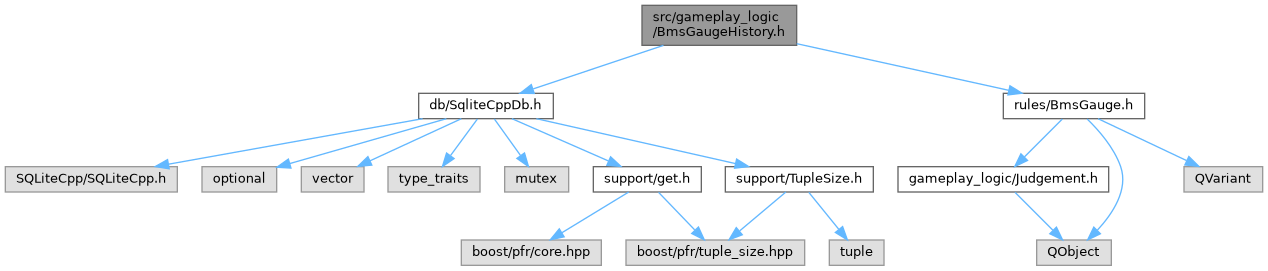 src/gameplay_logic
/BmsGaugeHistory.h
db/SqliteCppDb.h
rules/BmsGauge.h
SQLiteCpp/SQLiteCpp.h
optional
vector
type_traits
mutex
support/get.h
support/TupleSize.h
gameplay_logic/Judgement.h
QVariant
boost/pfr/core.hpp
boost/pfr/tuple_size.hpp
tuple
QObject